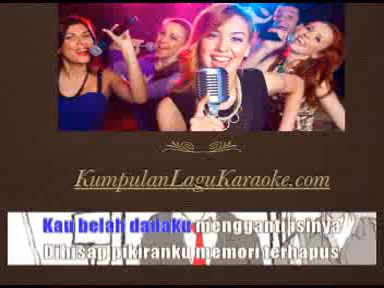 KumpulanLaguKaraoke.com
Kau belah dadaku mengganti isinya
Dihisap pikiranku memori terhapus